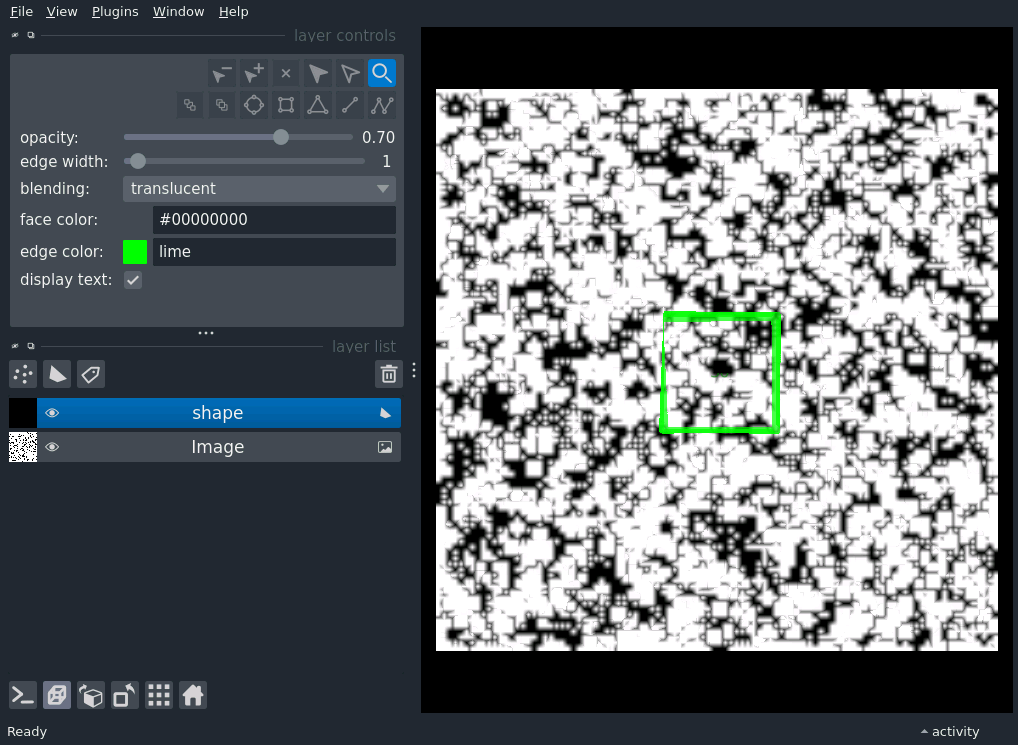 File View Plugins Window Help
layer controls
opacity: 0.70
edge width: 1
blending: translucent
face color: #00000000
edge color: lime
display text:
layer list
shape
Image
Ready
activity